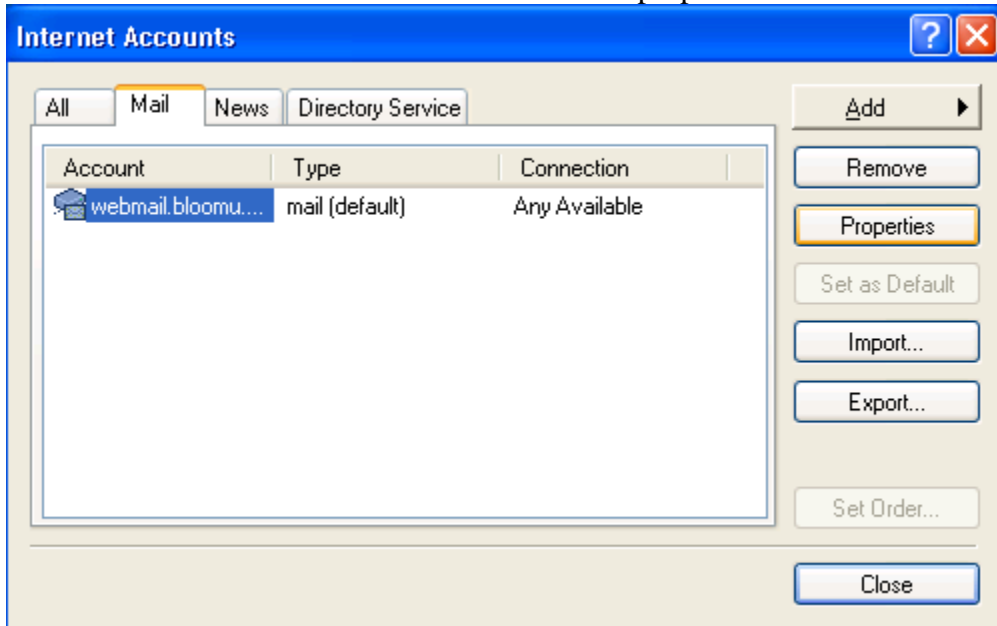 Internet Accounts
All Mail News Directory Service
Add
Account Type Connection
Remove
webmail.bloomu.... mail (default) Any Available
Properties
Set as Default
Import...
Export...
Set Order...
Close